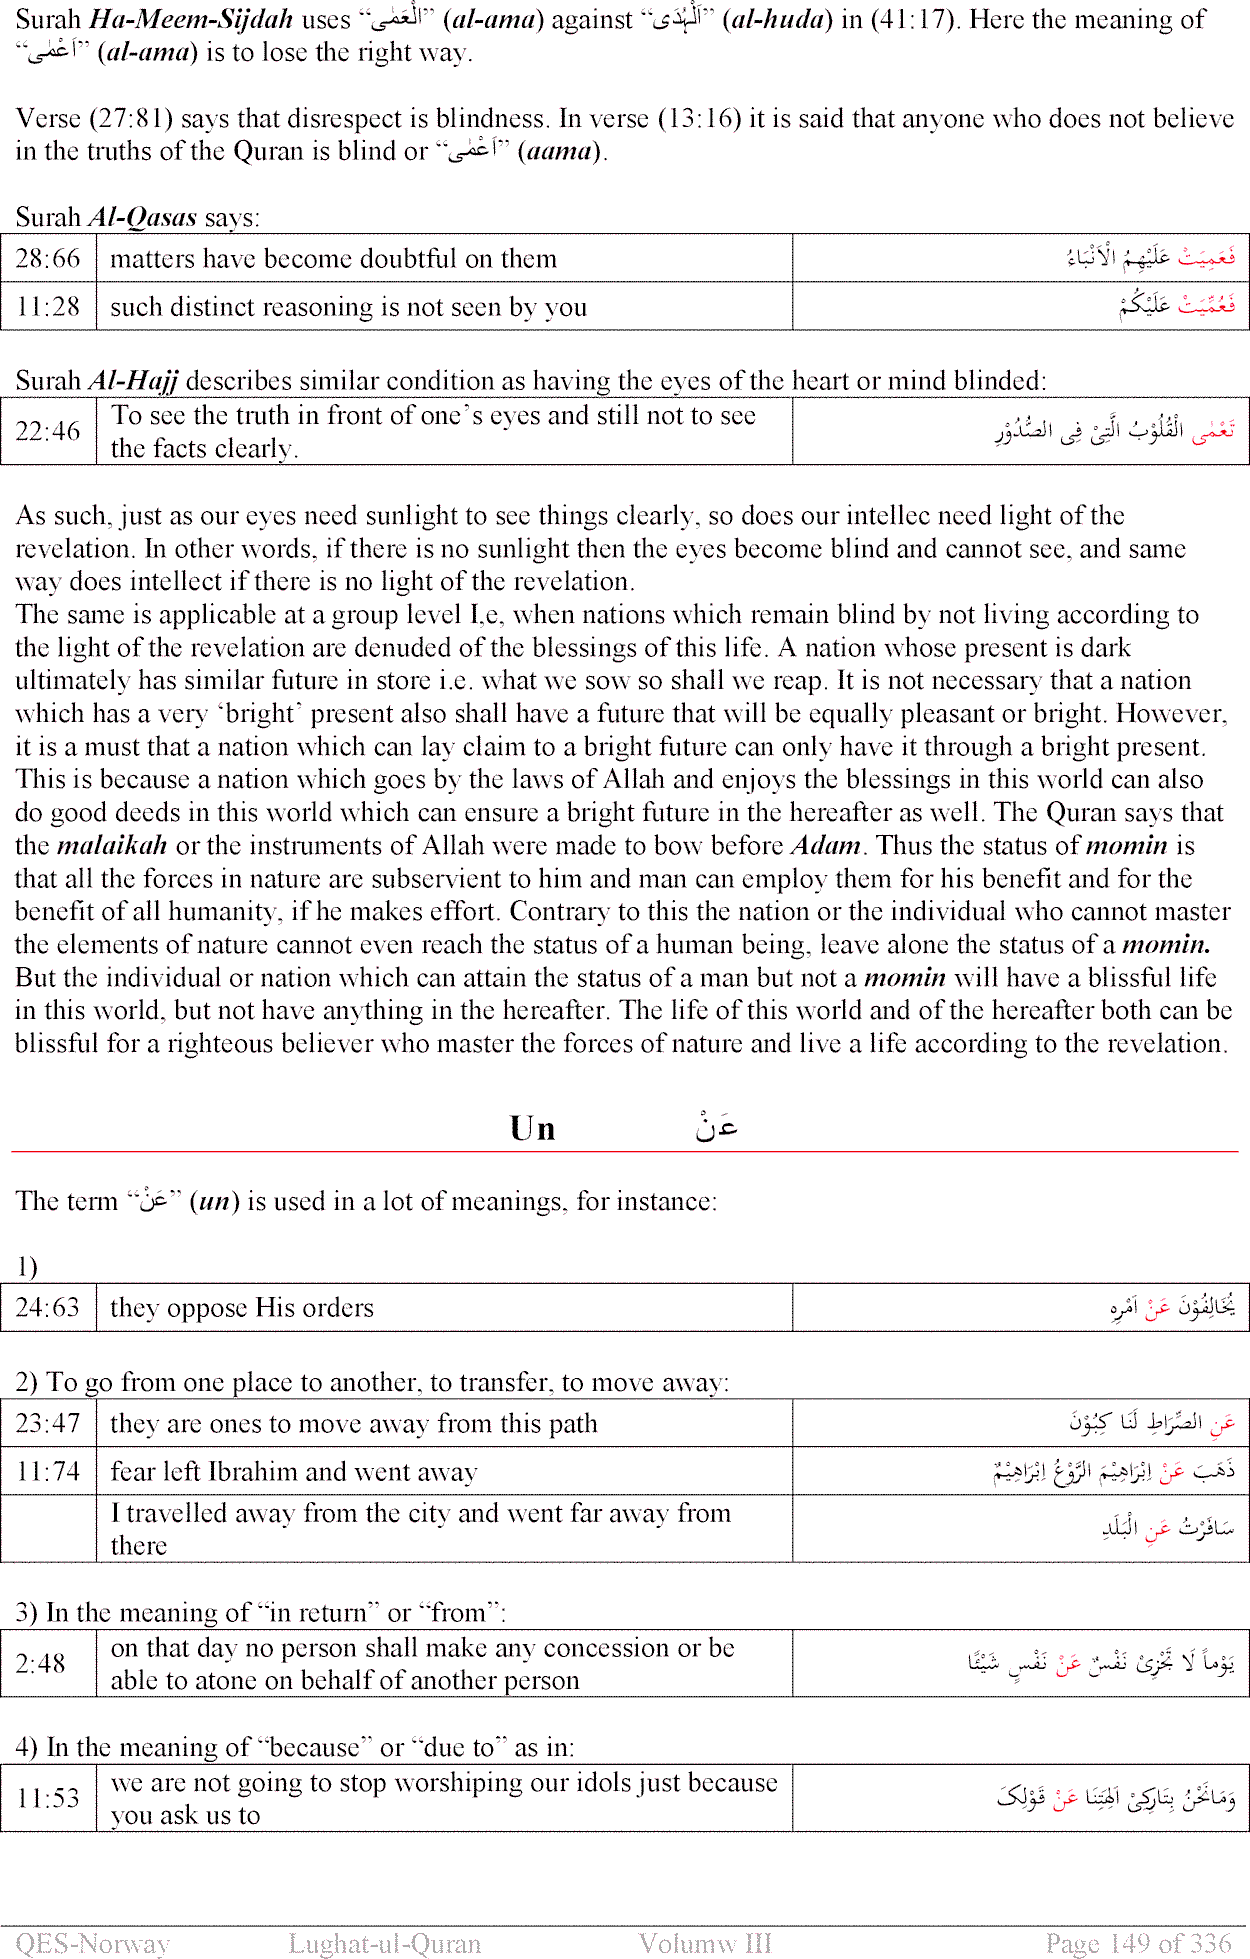 Surah Ha-Meem-Sijdah uses “الْعَمٰى” (al-ama) against “اَلْہُدٰى” (al-huda) in (41:17). Here the meaning of
“اَعْمٰى” (al-ama) is to lose the right way.
Verse (27:81) says that disrespect is blindness. In verse (13:16) it is said that anyone who does not believe
in the truths of the Quran is blind or “اَعْمٰى” (aama).
Surah Al-Qasas says:
28:66 matters have become doubtful on them فَعَمِيَتْ عَلَيْهِمُ الْاَنْبَاءُ
11:28 such distinct reasoning is not seen by you فَعُمِّيَتْ عَلَيْكُمْ
Surah Al-Hajj describes similar condition as having the eyes of the heart or mind blinded:
22:46 To see the truth in front of one’s eyes and still not to see
the facts clearly. تَعْمٰى الْقُلُوْبُ الَّتِىْ فِى الصُّدُوْرِ
As such, just as our eyes need sunlight to see things clearly, so does our intellec need light of the
revelation. In other words, if there is no sunlight then the eyes become blind and cannot see, and same
way does intellect if there is no light of the revelation.
The same is applicable at a group level I,e, when nations which remain blind by not living according to
the light of the revelation are denuded of the blessings of this life. A nation whose present is dark
ultimately has similar future in store i.e. what we sow so shall we reap. It is not necessary that a nation
which has a very ‘bright’ present also shall have a future that will be equally pleasant or bright. However,
it is a must that a nation which can lay claim to a bright future can only have it through a bright present.
This is because a nation which goes by the laws of Allah and enjoys the blessings in this world can also
do good deeds in this world which can ensure a bright future in the hereafter as well. The Quran says that
the malaikah or the instruments of Allah were made to bow before Adam. Thus the status of momin is
that all the forces in nature are subservient to him and man can employ them for his benefit and for the
benefit of all humanity, if he makes effort. Contrary to this the nation or the individual who cannot master
the elements of nature cannot even reach the status of a human being, leave alone the status of a momin.
But the individual or nation which can attain the status of a man but not a momin will have a blissful life
in this world, but not have anything in the hereafter. The life of this world and of the hereafter both can be
blissful for a righteous believer who master the forces of nature and live a life according to the revelation.
Un عَنْ
The term “عَنْ” (un) is used in a lot of meanings, for instance:
1)
24:63 they oppose His orders يُخَالِفُوْنَ عَنْ اَمْرِهِ
2) To go from one place to another, to transfer, to move away:
23:47 they are ones to move away from this path عَنِ الصِّرَاطِ لَنَا كِبُوْنَ
11:74 fear left Ibrahim and went away ذَهَبَ عَنْ اِبْرَاهِيْمَ الرَّوْعُ اِبْرَاهِيْمُ
I travelled away from the city and went far away from
there سَافَرْتُ عَنِ الْبَلَدِ
3) In the meaning of “in return” or “from”:
2:48 on that day no person shall make any concession or be
able to atone on behalf of another person يَوْماً لَا تَجْزِىْ نَفْسٌ عَنْ نَفْسٍ شَيْئًا
4) In the meaning of “because” or “due to” as in:
11:53 we are not going to stop worshiping our idols just because
you ask us to وَمَانَحْنُ بِتَارِكِىْ اٰلِهَتِنَا عَنْ قَوْلِکَ
QES-Norway Lughat-ul-Quran Volumw III Page 149 of 336